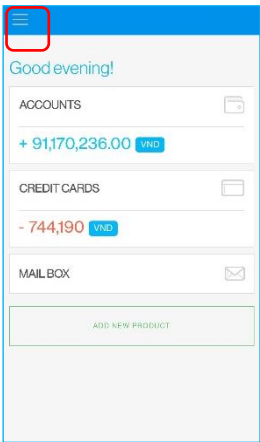 Good evening!
ACCOUNTS
+ 91,170,236.00 VND
CREDIT CARDS
- 744,190 VND
MAIL BOX
ADD NEW PRODUCT